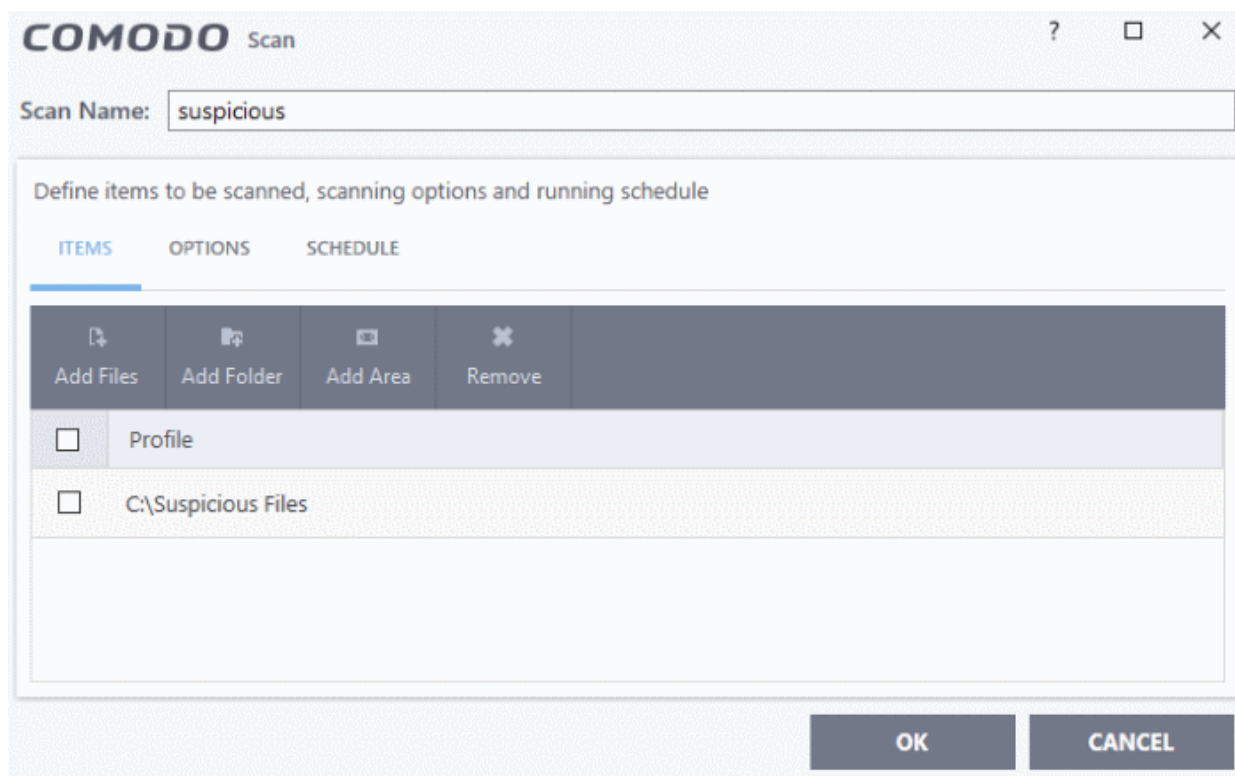 COMODO Scan ?
Scan Name: suspicious
Define items to be scanned, scanning options and running schedule
ITEMS OPTIONS SCHEDULE
Add Files Add Folder Add Area Remove
Profile
C:\Suspicious Files
OK CANCEL